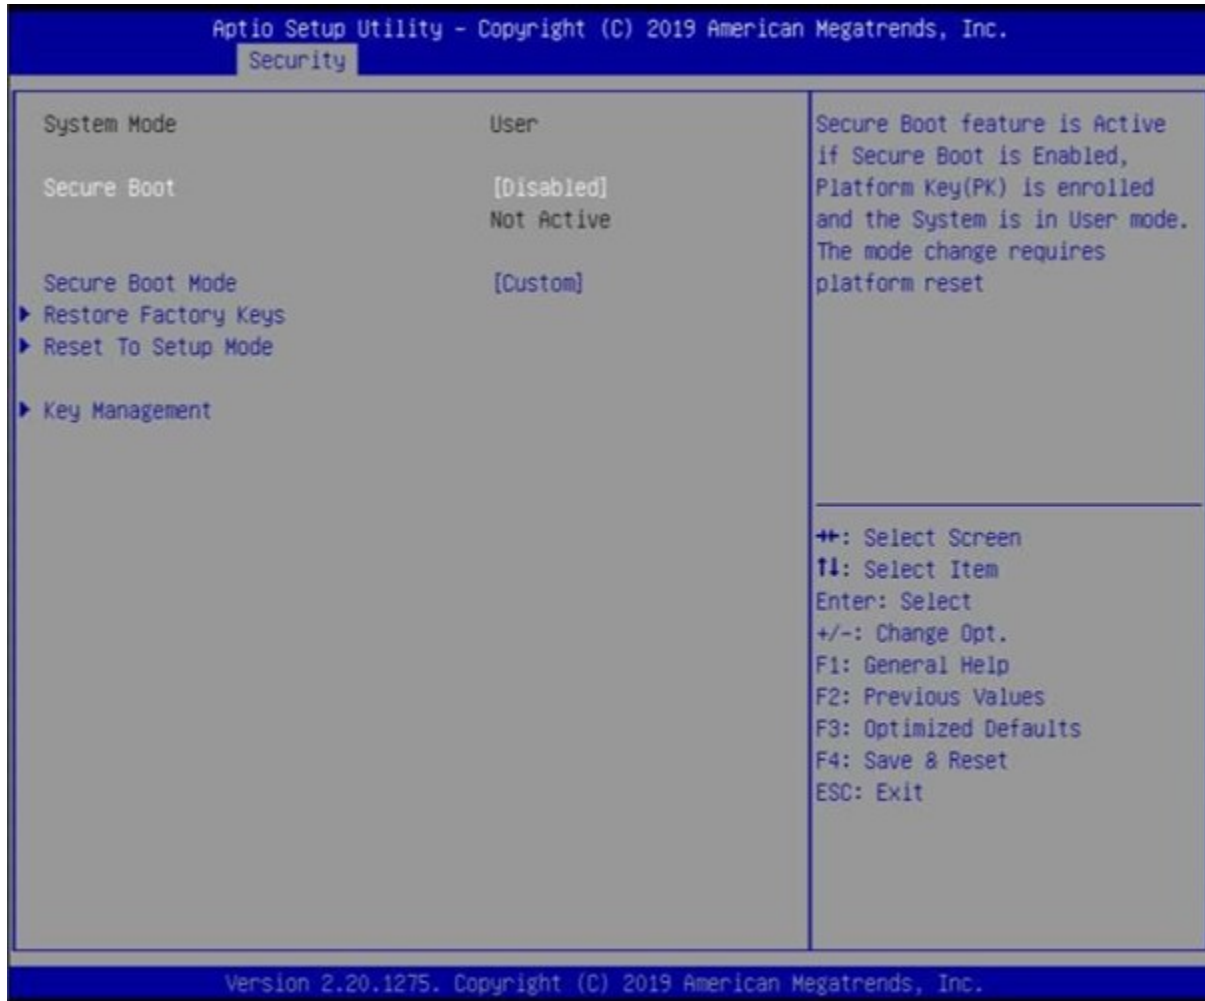 Aptio Setup Utility – Copyright (C) 2019 American Megatrends, Inc.
Security
System Mode User
Secure Boot [Disabled]
Not Active
Secure Boot Mode [Custom]
Restore Factory Keys
Reset To Setup Mode
Key Management
Secure Boot feature is Active
if Secure Boot is Enabled,
Platform Key(PK) is enrolled
and the System is in User mode.
The mode change requires
platform reset
→←: Select Screen
↑↓: Select Item
Enter: Select
+/-: Change Opt.
F1: General Help
F2: Previous Values
F3: Optimized Defaults
F4: Save & Reset
ESC: Exit
Version 2.20.1275. Copyright (C) 2019 American Megatrends, Inc.